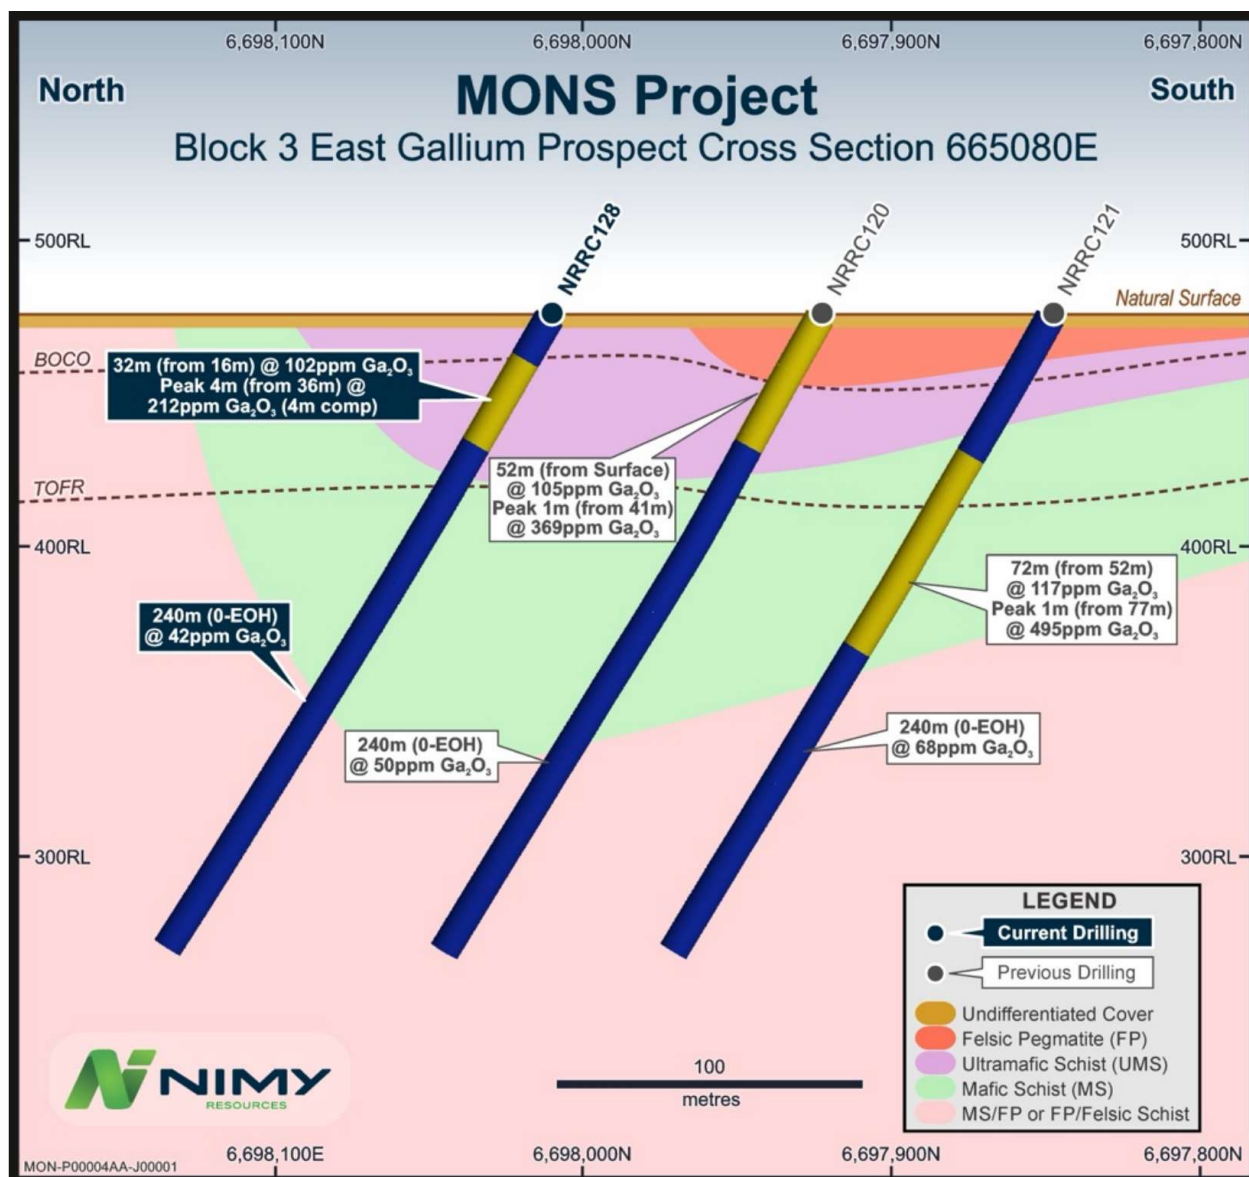 6,698,100N
6,698,000N
6,697,900N
6,697,800N
North
MONS Project
South
Block 3 East Gallium Prospect Cross Section 665080E
NRRC128
NRRC120
NRRC121
500RL
500RL
Natural Surface
BOCO
32m (from 16m) @ 102ppm Ga₂O₃
Peak 4m (from 36m) @
212ppm Ga₂O₃ (4m comp)
52m (from Surface)
@ 105ppm Ga₂O₃
Peak 1m (from 41m)
@ 369ppm Ga₂O₃
TOFR
400RL
400RL
72m (from 52m)
@ 117ppm Ga₂O₃
Peak 1m (from 77m)
@ 495ppm Ga₂O₃
240m (0-EOH)
@ 42ppm Ga₂O₃
240m (0-EOH)
@ 50ppm Ga₂O₃
240m (0-EOH)
@ 68ppm Ga₂O₃
300RL
300RL
LEGEND
Current Drilling
Previous Drilling
Undifferentiated Cover
Felsic Pegmatite (FP)
Ultramafic Schist (UMS)
Mafic Schist (MS)
MS/FP or FP/Felsic Schist
NIMY
RESOURCES
100
metres
MON-P00004AA-J00001
6,698,100E
6,698,000N
6,697,900N
6,697,800N